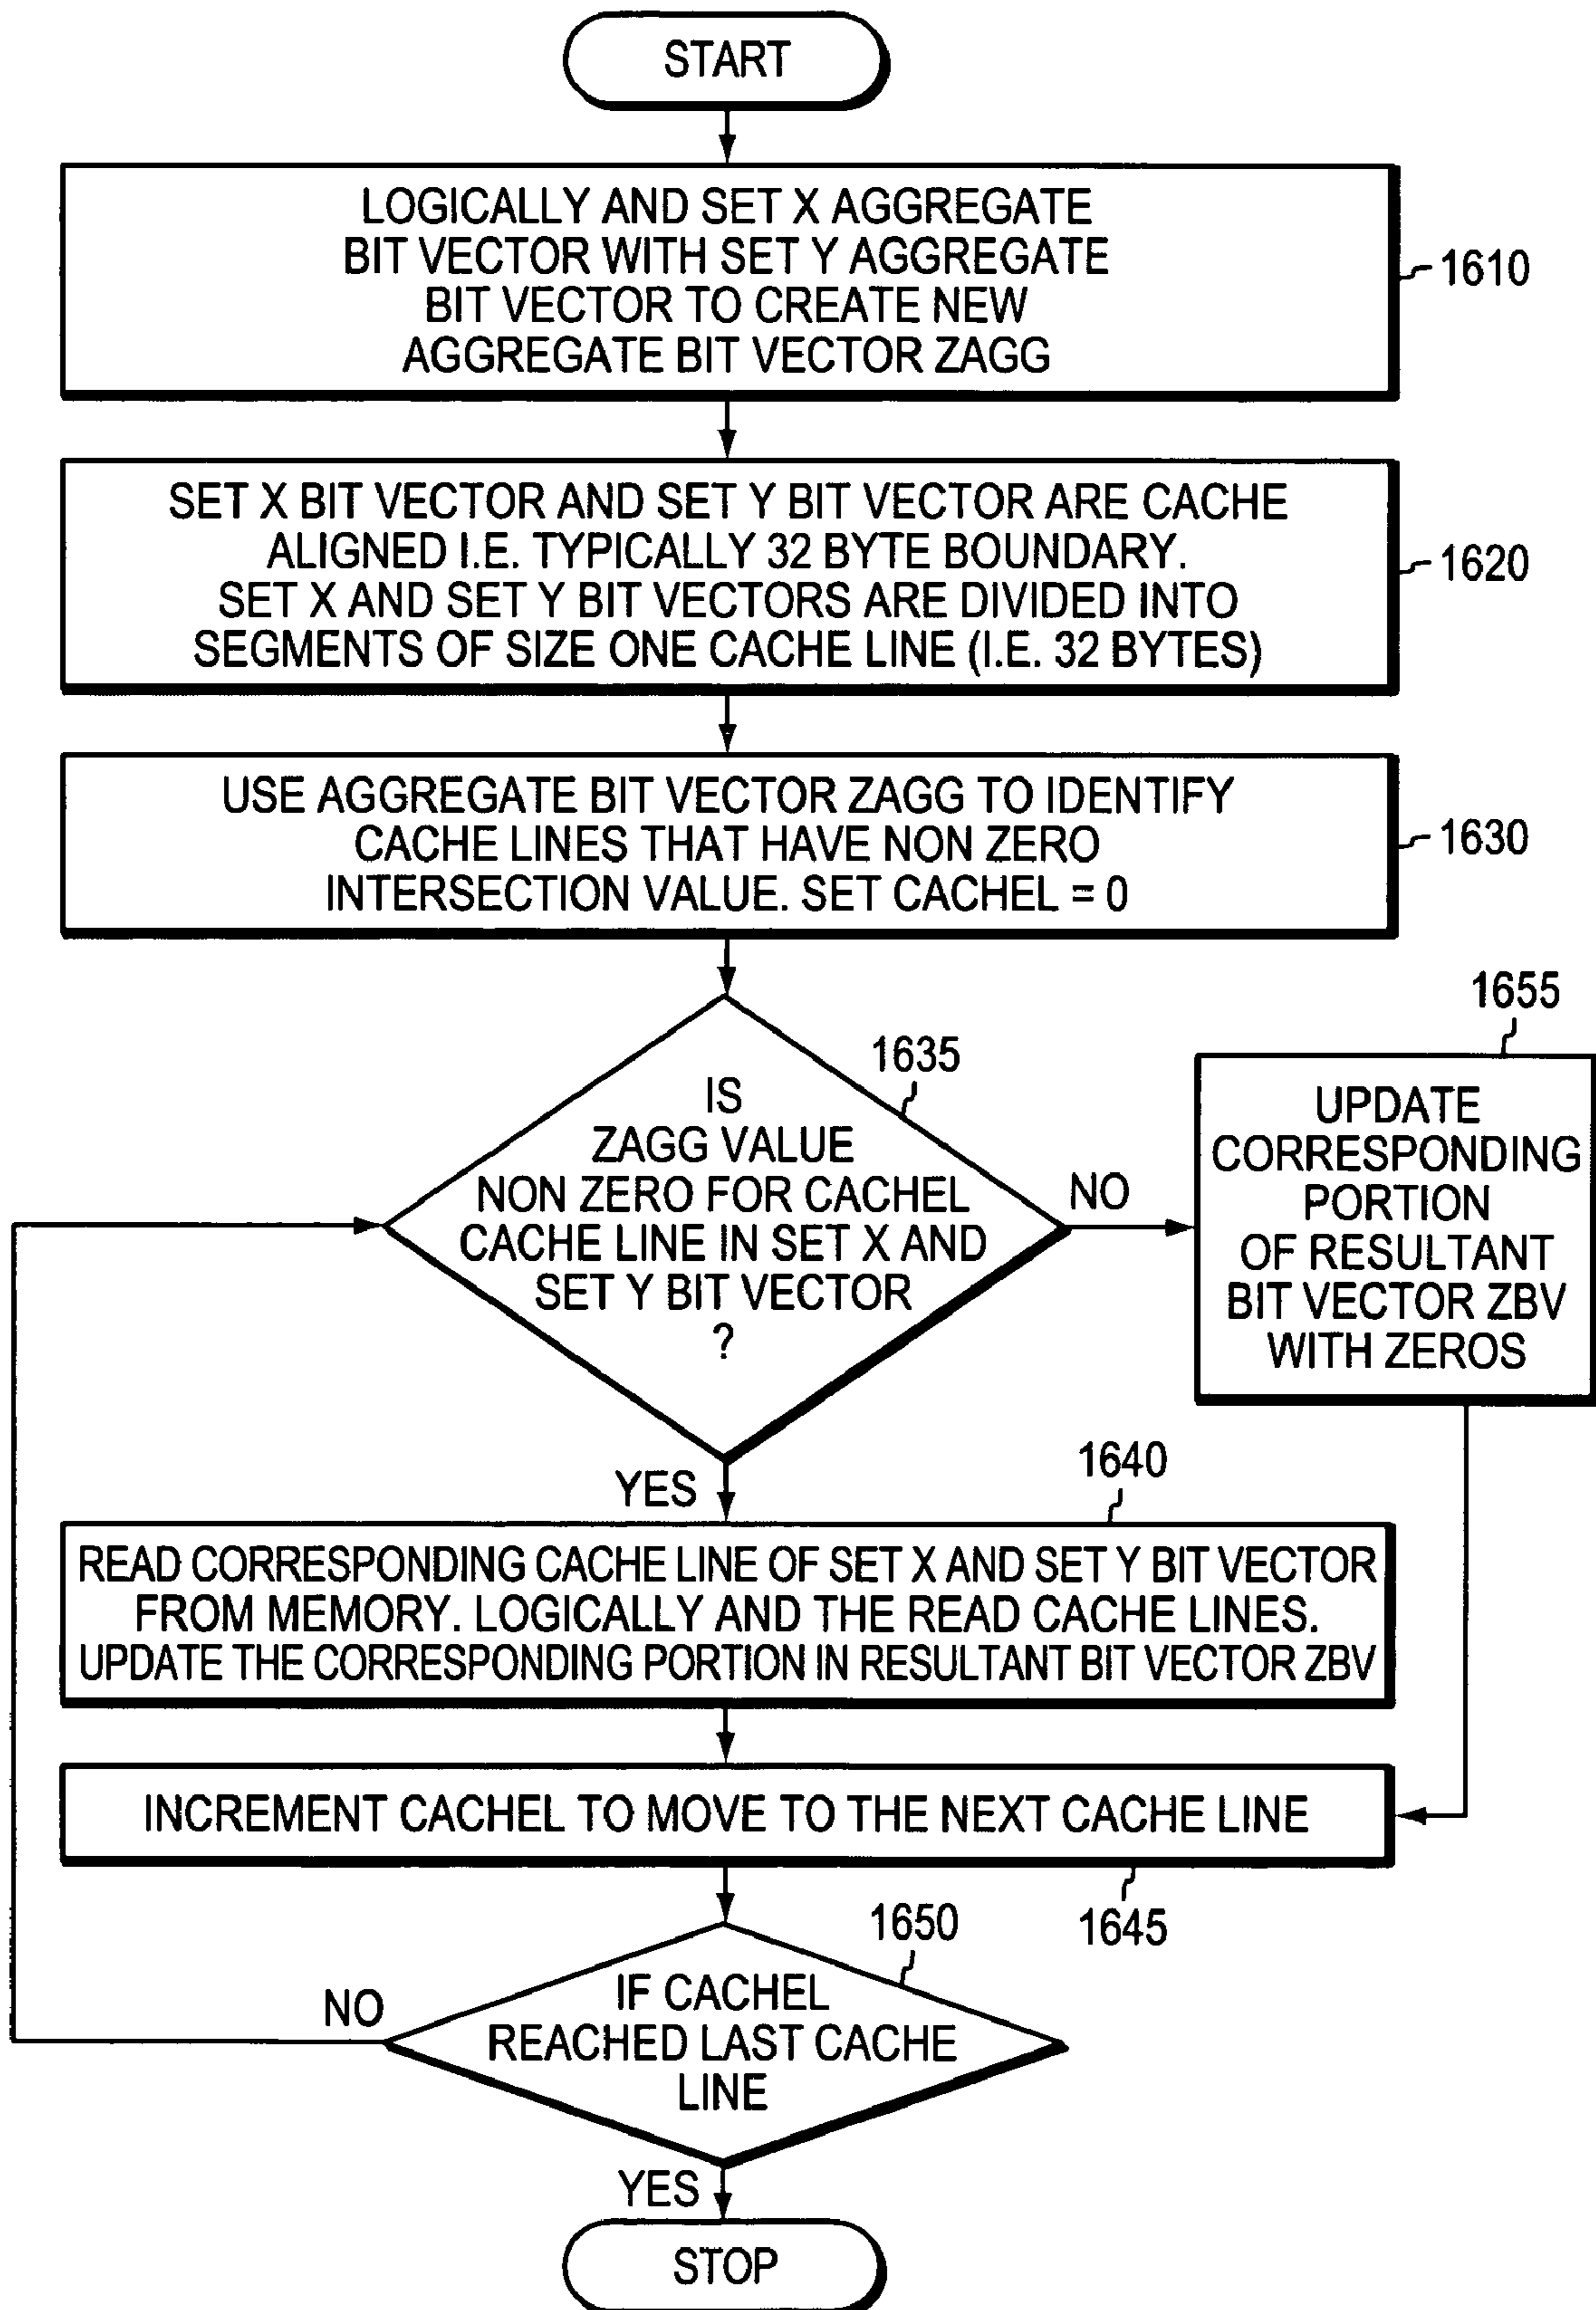 START
LOGICALLY AND SET X AGGREGATE
BIT VECTOR WITH SET Y AGGREGATE
BIT VECTOR TO CREATE NEW
AGGREGATE BIT VECTOR ZAGG
1610
SET X BIT VECTOR AND SET Y BIT VECTOR ARE CACHE
ALIGNED I.E. TYPICALLY 32 BYTE BOUNDARY.
SET X AND SET Y BIT VECTORS ARE DIVIDED INTO
SEGMENTS OF SIZE ONE CACHE LINE (I.E. 32 BYTES)
1620
USE AGGREGATE BIT VECTOR ZAGG TO IDENTIFY
CACHE LINES THAT HAVE NON ZERO
INTERSECTION VALUE. SET CACHEL = 0
1630
1635
IS
ZAGG VALUE
NON ZERO FOR CACHEL
CACHE LINE IN SET X AND
SET Y BIT VECTOR
?
NO
1655
UPDATE
CORRESPONDING
PORTION
OF RESULTANT
BIT VECTOR ZBV
WITH ZEROS
YES
1640
READ CORRESPONDING CACHE LINE OF SET X AND SET Y BIT VECTOR
FROM MEMORY. LOGICALLY AND THE READ CACHE LINES.
UPDATE THE CORRESPONDING PORTION IN RESULTANT BIT VECTOR ZBV
INCREMENT CACHEL TO MOVE TO THE NEXT CACHE LINE
1645
1650
IF CACHEL
REACHED LAST CACHE
LINE
NO
YES
STOP